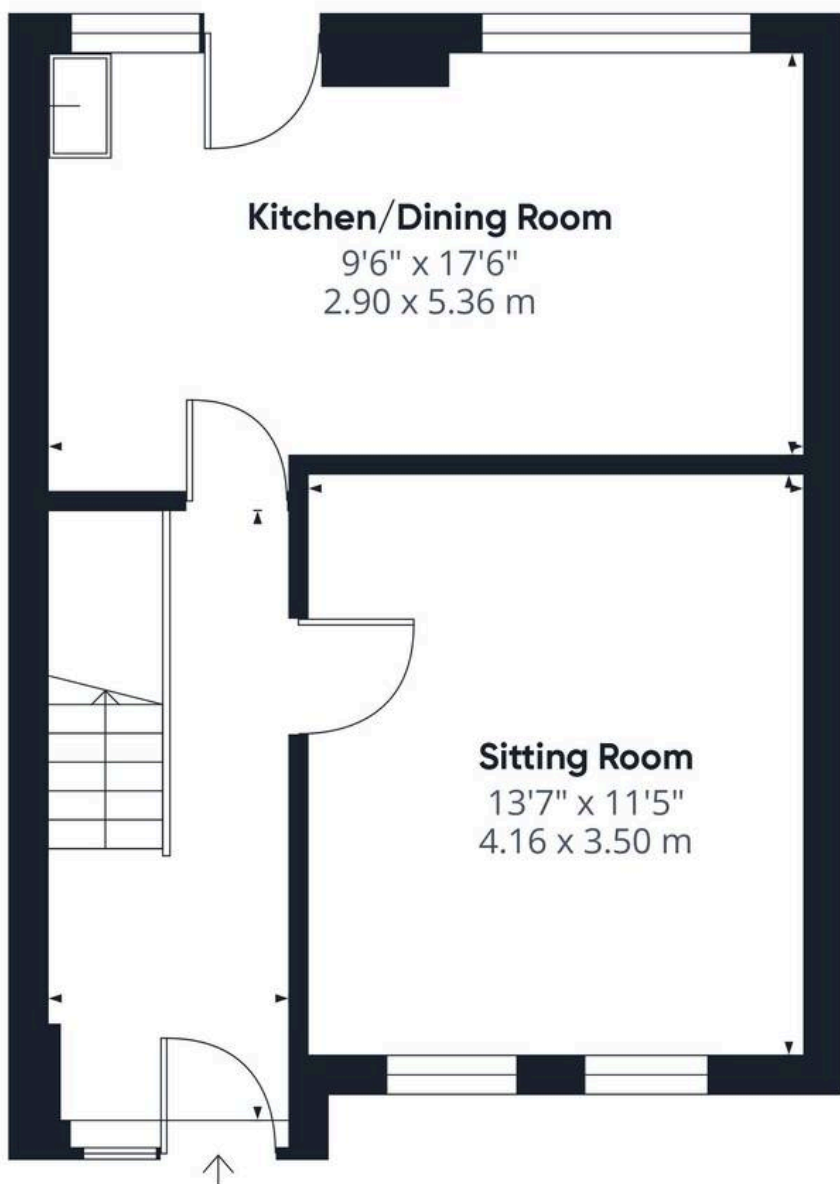 Kitchen/Dining Room
9'6" x 17'6"
2.90 x 5.36 m
Sitting Room
13'7" x 11'5"
4.16 x 3.50 m